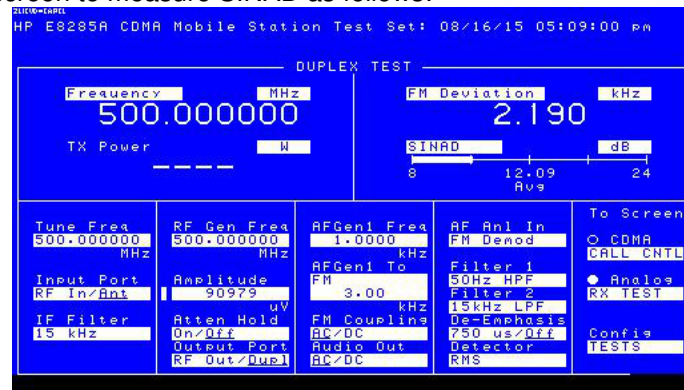 screen to measure SINAD as follows:
HP E8285A CDMA Mobile Station Test Set: 08/16/15 05:09:00 pm
DUPLEX TEST
Frequency MHz
500.000000
TX Power W
----
FM Deviation kHz
2.190
SINAD dB
8 12.09 24
Avg
Tune Freq
500.000000
MHz
Input Port
RF In/Ant
IF Filter
15 kHz
RF Gen Freq
500.000000
MHz
Amplitude
90979
uV
Atten Hold
On/Off
Output Port
RF Out/Dupl
AFGen1 Freq
1.0000
kHz
AFGen1 To
FM
3.00
kHz
FM Coupling
AC/DC
Audio Out
AC/DC
AF Anl In
FM Demod
Filter 1
50Hz HPF
Filter 2
15kHz LPF
De-Emphasis
750 us/Off
Detector
RMS
To Screen
CDMA
CALL CNTL
Analog
RX TEST
Config
TESTS